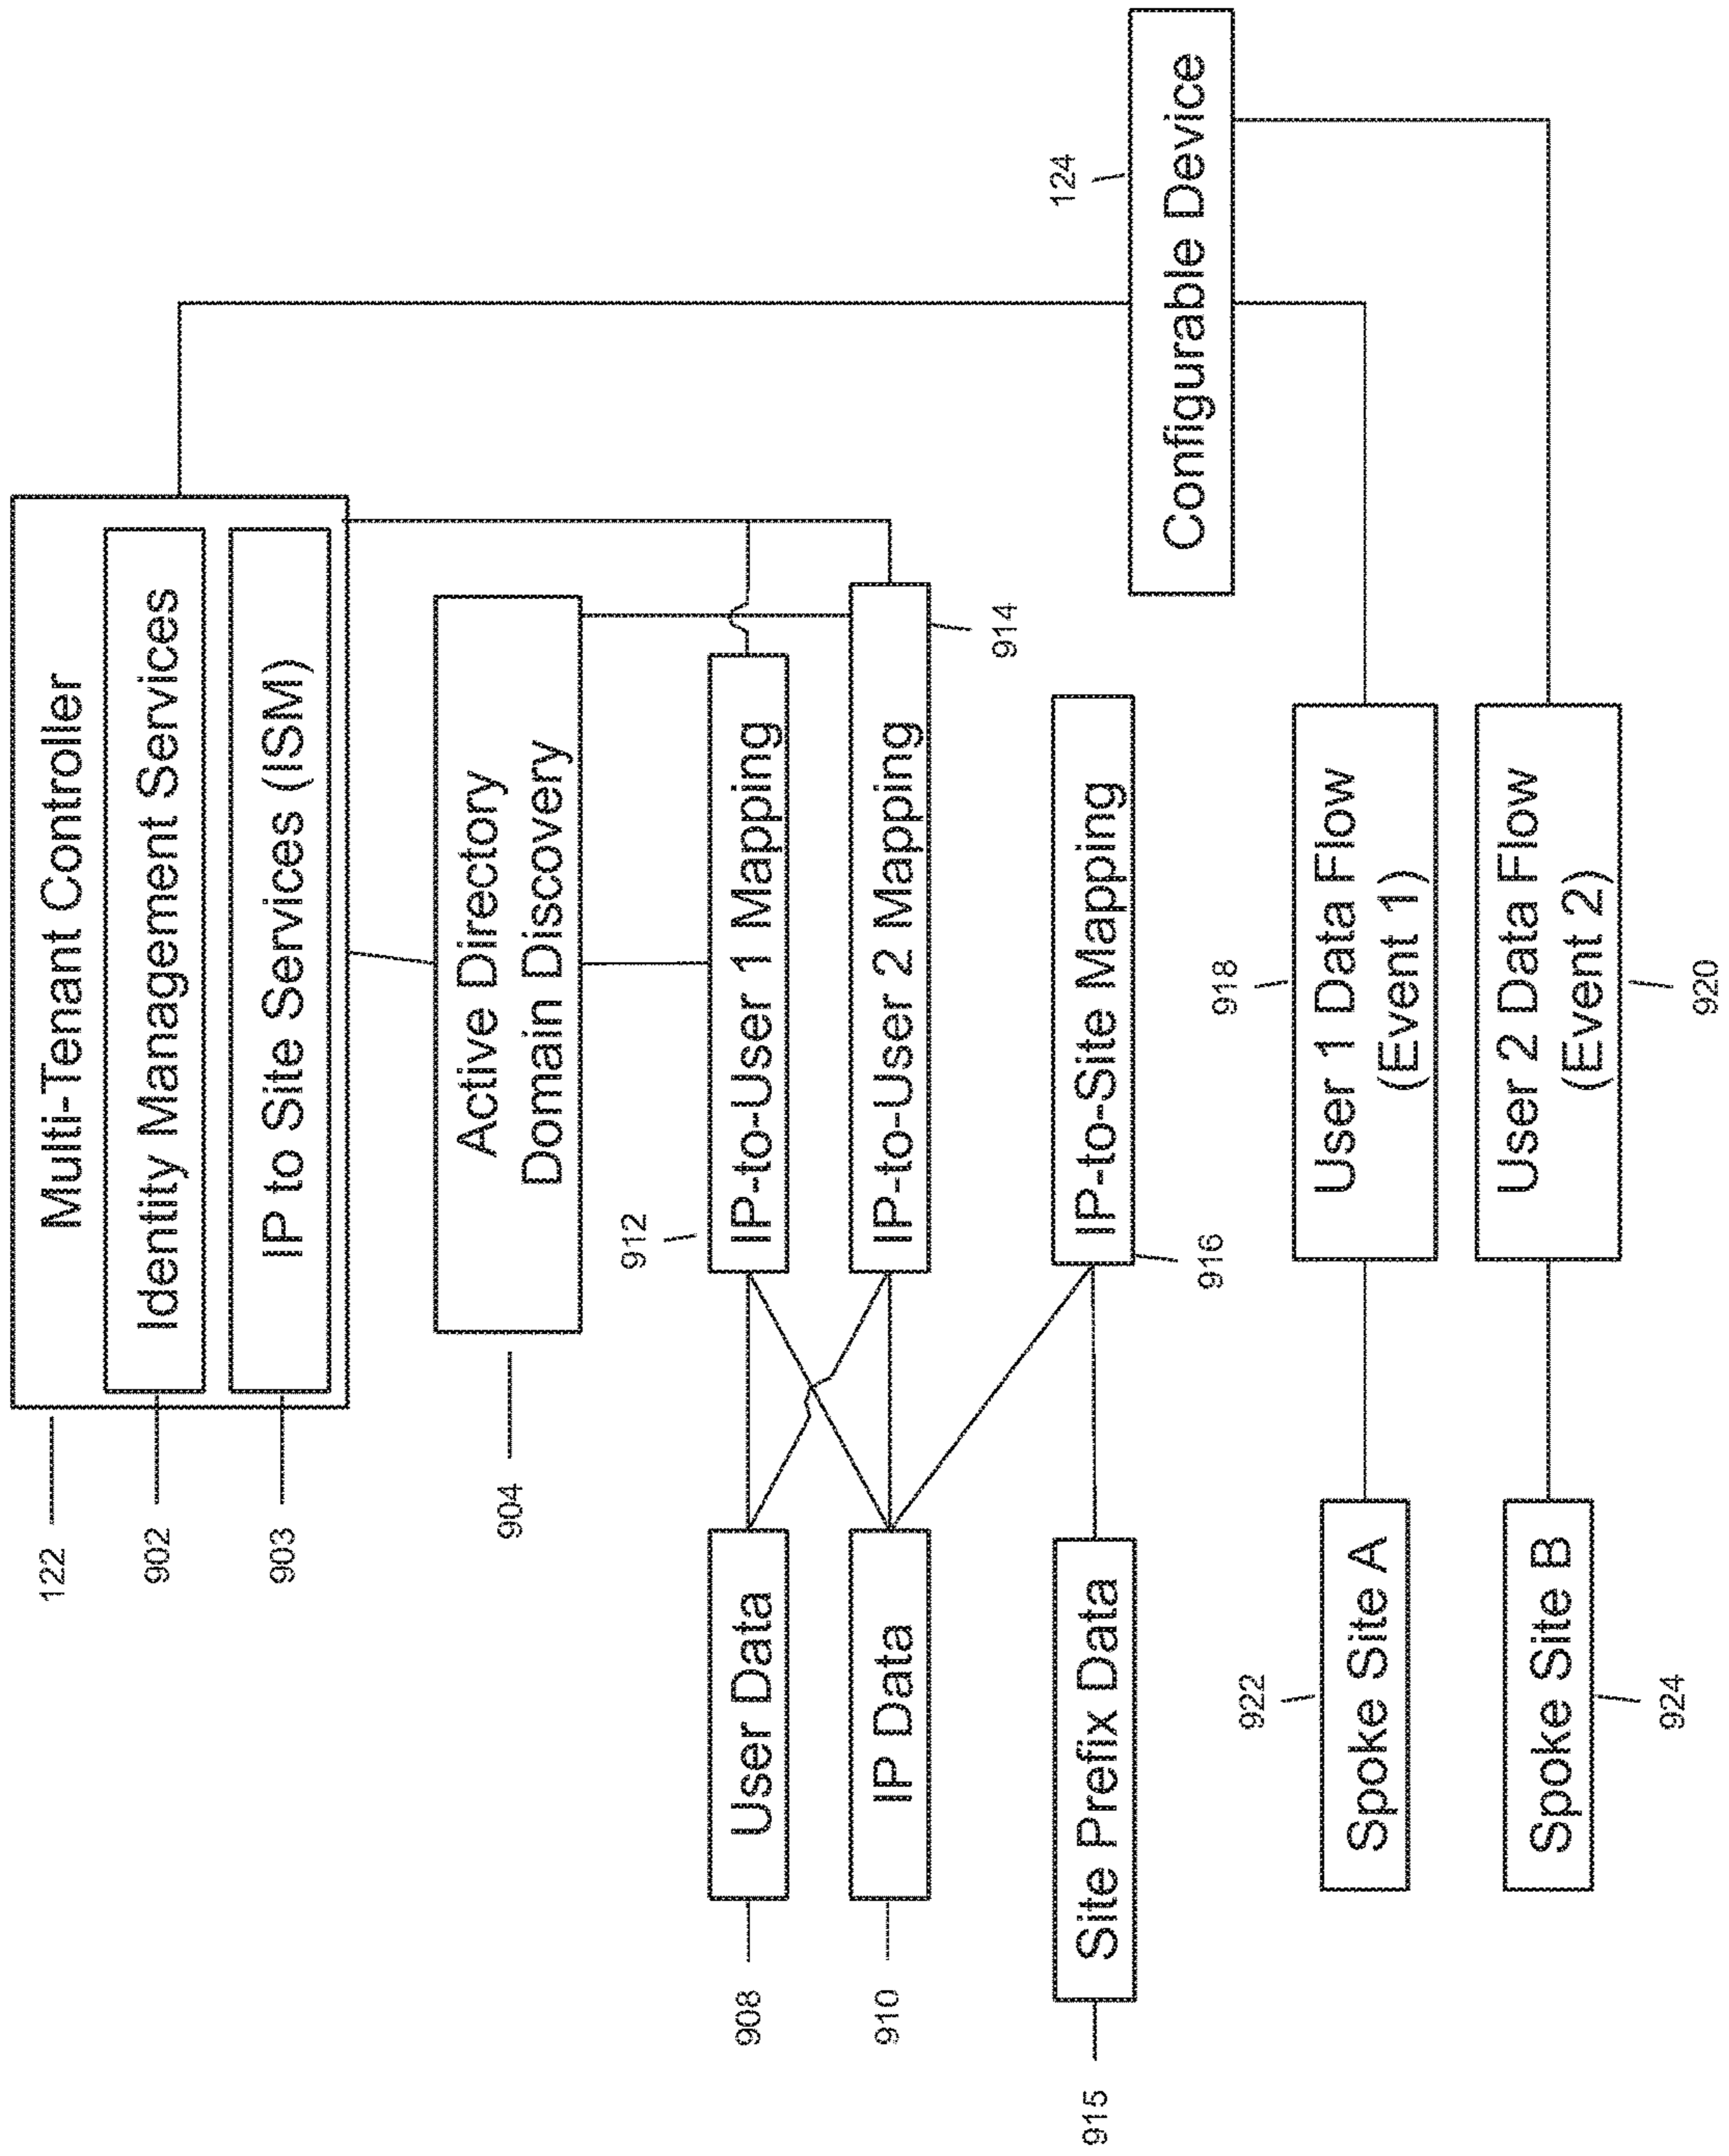 122
Multi-Tenant Controller
902
Identity Management Services
903
IP to Site Services (ISM)
904
Active Directory
Domain Discovery
912
908
User Data
IP-to-User 1 Mapping
910
IP Data
IP-to-User 2 Mapping
914
124
Configurable Device
915
Site Prefix Data
IP-to-Site Mapping
916
922
Spoke Site A
918
User 1 Data Flow
(Event 1)
Spoke Site B
924
User 2 Data Flow
(Event 2)
920